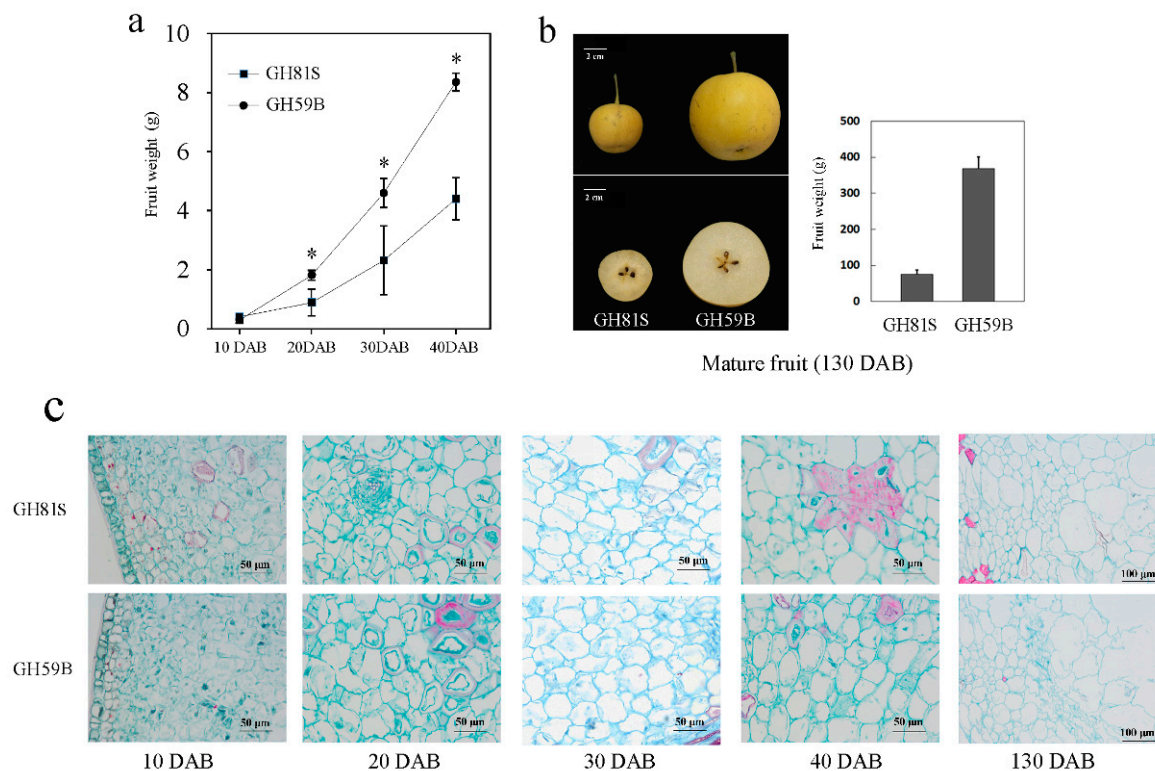 a
10
8
6
4
2
0
Fruit weight (g)
GH81S
GH59B
*
*
*
10 DAB
20DAB
30DAB
40DAB
b
2 cm
2 cm
GH81S
GH59B
500
400
300
200
100
0
Fruit weight (g)
GH81S
GH59B
Mature fruit (130 DAB)
c
GH81S
50 μm
50 μm
50 μm
50 μm
100 μm
GH59B
50 μm
50 μm
50 μm
50 μm
100 μm
10 DAB
20 DAB
30 DAB
40 DAB
130 DAB